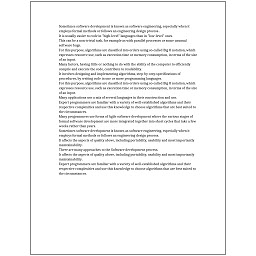 Sometimes software development is known as software engineering, especially when it
employs formal methods or follows an engineering design process.
It is usually easier to code in "high-level" languages than in "low-level" ones.
This can be a non-trivial task, for example as with parallel processes or some unusual
software bugs.
For this purpose, algorithms are classified into orders using so-called Big O notation, which
expresses resource use, such as execution time or memory consumption, in terms of the size
of an input.
Many factors, having little or nothing to do with the ability of the computer to efficiently
compile and execute the code, contribute to readability.
It involves designing and implementing algorithms, step-by-step specifications of
procedures, by writing code in one or more programming languages.
For this purpose, algorithms are classified into orders using so-called Big O notation, which
expresses resource use, such as execution time or memory consumption, in terms of the size
of an input.
Many applications use a mix of several languages in their construction and use.
Expert programmers are familiar with a variety of well-established algorithms and their
respective complexities and use this knowledge to choose algorithms that are best suited to
the circumstances.
Many programmers use forms of Agile software development where the various stages of
formal software development are more integrated together into short cycles that take a few
weeks rather than years.
Sometimes software development is known as software engineering, especially when it
employs formal methods or follows an engineering design process.
It affects the aspects of quality above, including portability, usability and most importantly
maintainability.
There are many approaches to the Software development process.
It affects the aspects of quality above, including portability, usability and most importantly
maintainability.
Expert programmers are familiar with a variety of well-established algorithms and their
respective complexities and use this knowledge to choose algorithms that are best suited to
the circumstances.